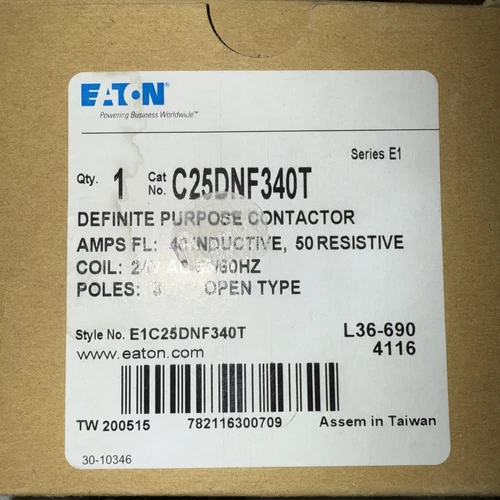 EATON
Powering Business Worldwide™
Series E1
Qty. 1 Cat No. C25DNF340T
DEFINITE PURPOSE CONTACTOR
AMPS FL: 40 INDUCTIVE, 50 RESISTIVE
COIL: 24V AC 50/60HZ
POLES: 3 OPEN TYPE
Style No. E1C25DNF340T L36-690
www.eaton.com 4116
TW 200515 782116300709 Assem in Taiwan
30-10346